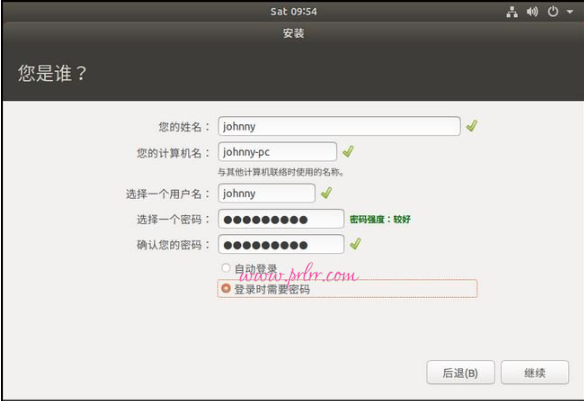 Sat 09:54
安装
您是谁？
您的姓名： johnny
您的计算机名： johnny-pc
与其他计算机联络时使用的名称。
选择一个用户名： johnny
选择一个密码： ●●●●●●●●● 密码强度：较好
确认您的密码： ●●●●●●●●●
自动登录
www.prlrr.com
登录时需要密码
后退(B) 继续